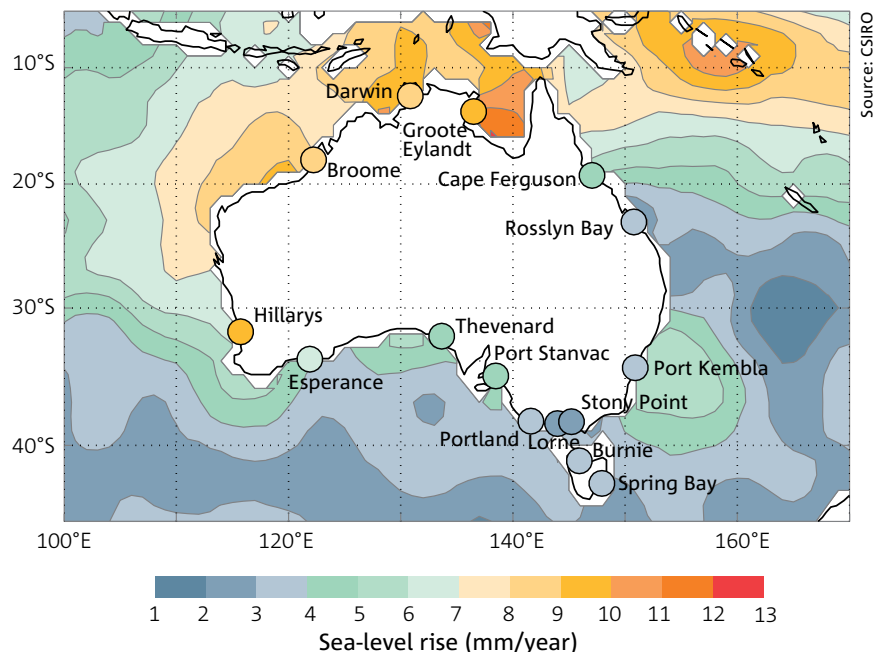 Source: CSIRO
10°S
20°S
30°S
40°S
Darwin
Groote
Eylandt
Broome
Cape Ferguson
Rosslyn Bay
Hillarys
Thevenard
Port Stanvac
Esperance
Port Kembla
Stony Point
Portland
Lorne
Burnie
Spring Bay
100°E 120°E 140°E 160°E
1 2 3 4 5 6 7 8 9 10 11 12 13
Sea-level rise (mm/year)